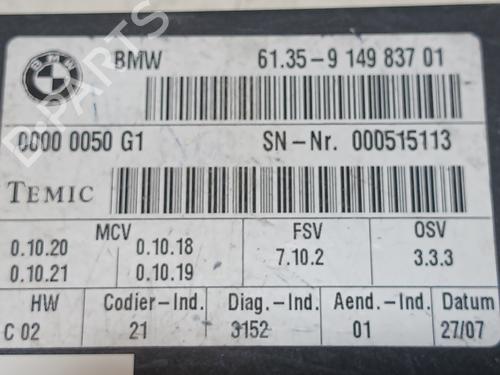 BMW 61.35-9 149 837 01
BMW
0000 0050 G1 SN-Nr. 000515113
TEMIC
MCV FSV OSV
0.10.20 0.10.18 7.10.2 3.3.3
0.10.21 0.10.19
HW Codier-Ind. Diag.-Ind. Aend.-Ind. Datum
C 02 21 3152 01 27/07
D PARTS